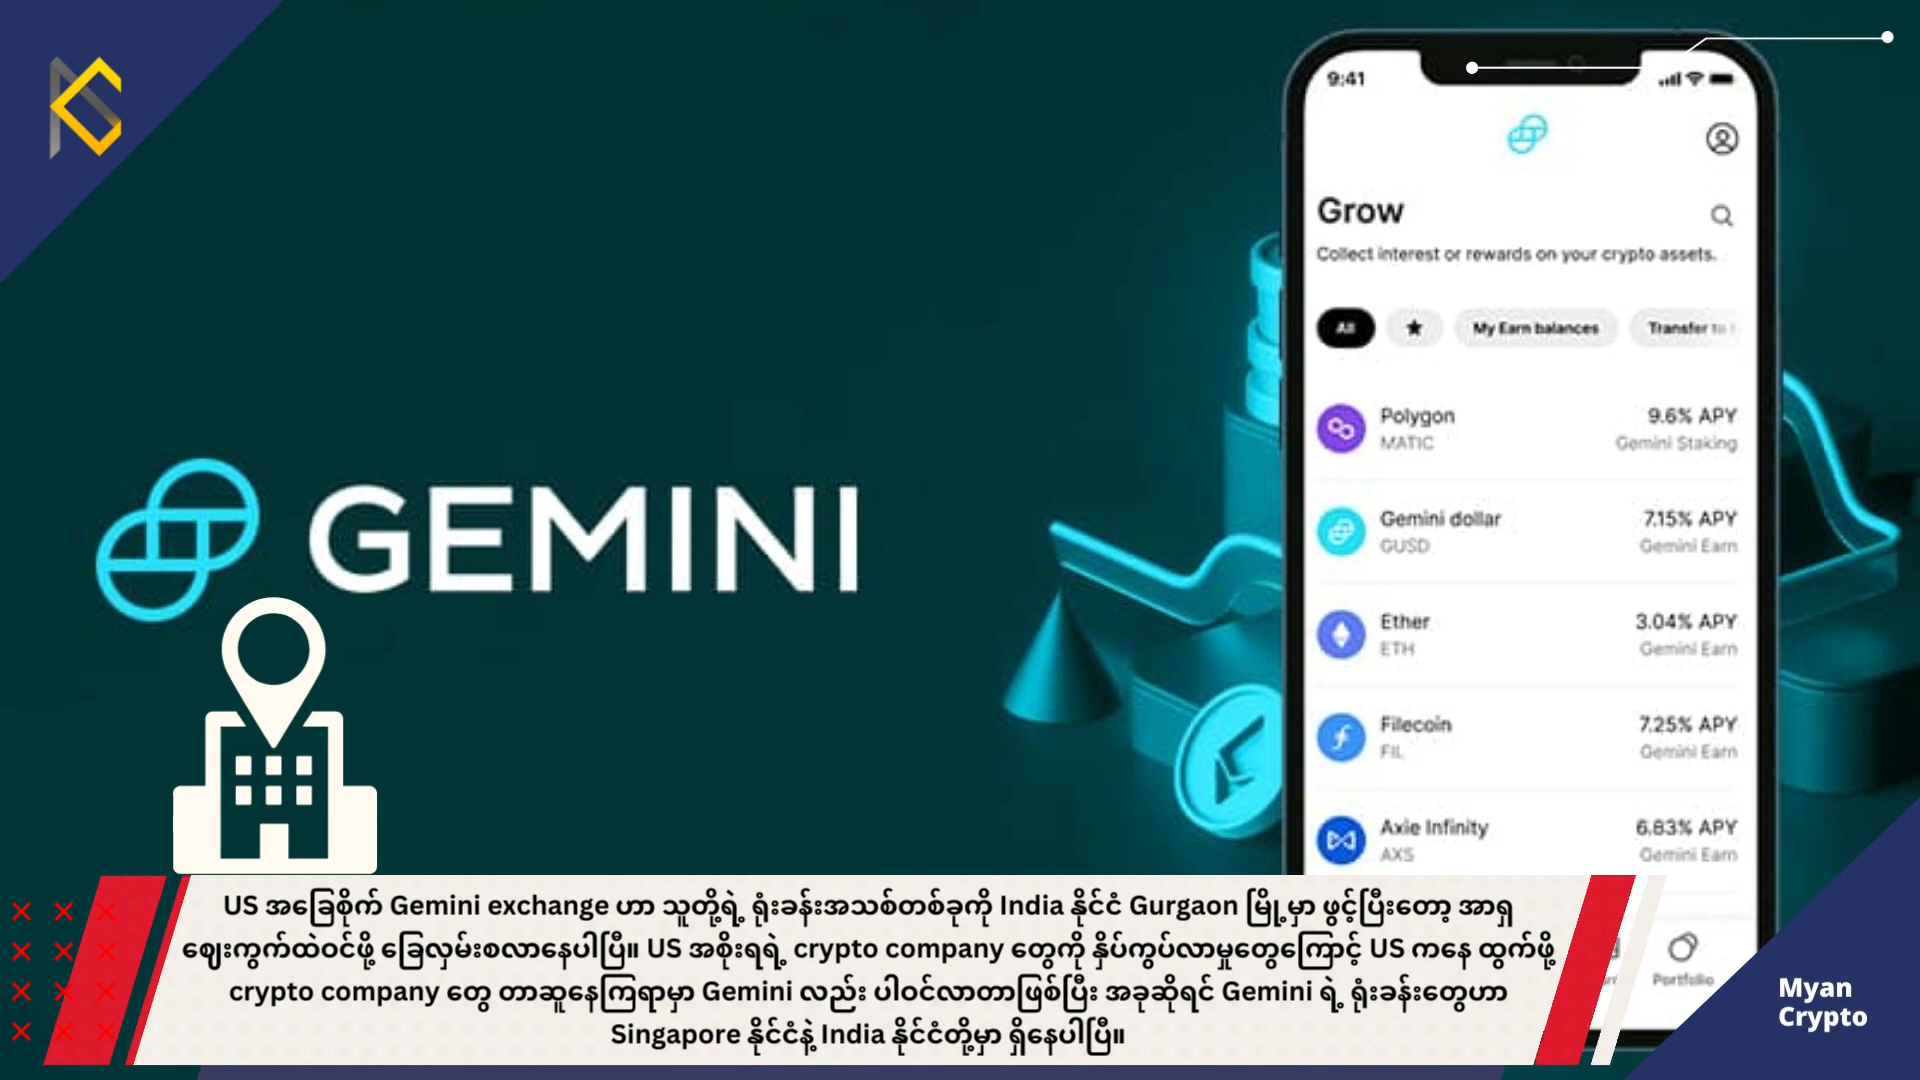 9:41
Grow
Collect interest or rewards on your crypto assets.
All
My Earn balances
Transfer to
Polygon
9.6% APY
MATIC
Gemini Staking
Gemini dollar
7.15% APY
GUSD
Gemini Earn
Ether
3.04% APY
ETH
Gemini Earn
Filecoin
7.25% APY
FIL
Gemini Earn
Axie Infinity
6.83% APY
AXS
Gemini Earn
Portfolio
GEMINI
US အခြေစိုက် Gemini exchange ဟာ သူတို့ရဲ့ ရုံးခန်းအသစ်တစ်ခုကို India နိုင်ငံ Gurgaon မြို့မှာ ဖွင့်ပြီးတော့ အာရှ
ဈေးကွက်ထဲဝင်ဖို့ ခြေလှမ်းစလာနေပါပြီ။ US အစိုးရရဲ့ crypto company တွေကို နှိပ်ကွပ်လာမှုတွေကြောင့် US ကနေ ထွက်ဖို့
crypto company တွေ တာဆူနေကြရာမှာ Gemini လည်း ပါဝင်လာတာဖြစ်ပြီး အခုဆိုရင် Gemini ရဲ့ ရုံးခန်းတွေဟာ
Singapore နိုင်ငံနဲ့ India နိုင်ငံတို့မှာ ရှိနေပါပြီ။
Myan
Crypto